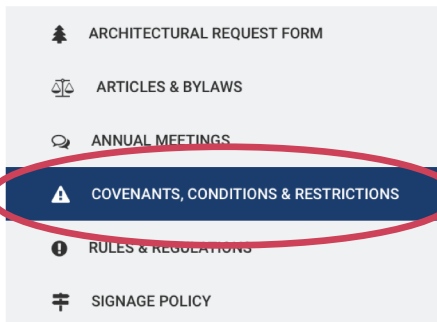 ARCHITECTURAL REQUEST FORM
ARTICLES & BYLAWS
ANNUAL MEETINGS
COVENANTS, CONDITIONS & RESTRICTIONS
RULES & REGULATIONS
SIGNAGE POLICY